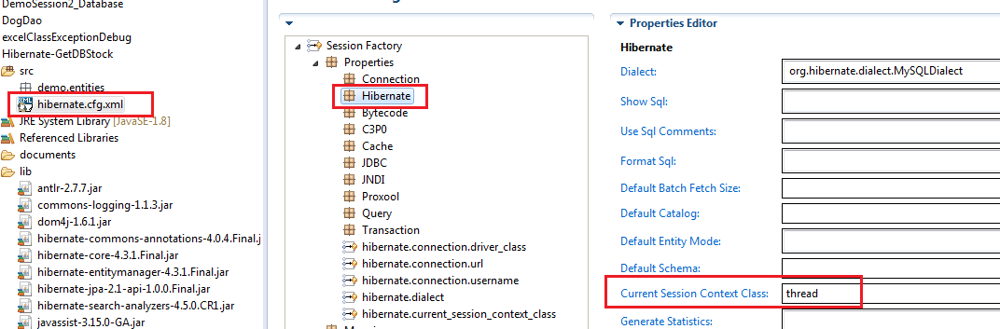 DemoSession2_Database
DogDao
excelClassExceptionDebug
Hibernate-GetDBStock
src
demo.entities
hibernate.cfg.xml
JRE System Library [JavaSE-1.8]
Referenced Libraries
documents
lib
antlr-2.7.7.jar
commons-logging-1.1.3.jar
dom4j-1.6.1.jar
hibernate-commons-annotations-4.0.4.Final.j
hibernate-core-4.3.1.Final.jar
hibernate-entitymanager-4.3.1.Final.jar
hibernate-jpa-2.1-api-1.0.0.Final.jar
hibernate-search-analyzers-4.5.0.CR1.jar
javassist-3.15.0-GA.jar
Session Factory
Properties
Connection
Hibernate
Bytecode
C3P0
Cache
JDBC
JNDI
Proxool
Query
Transaction
hibernate.connection.driver_class
hibernate.connection.url
hibernate.connection.username
hibernate.dialect
hibernate.current_session_context_class
Properties Editor
Hibernate
Dialect: org.hibernate.dialect.MySQLDialect
Show Sql:
Use Sql Comments:
Format Sql:
Default Batch Fetch Size:
Default Catalog:
Default Entity Mode:
Default Schema:
Current Session Context Class: thread
Generate Statistics: